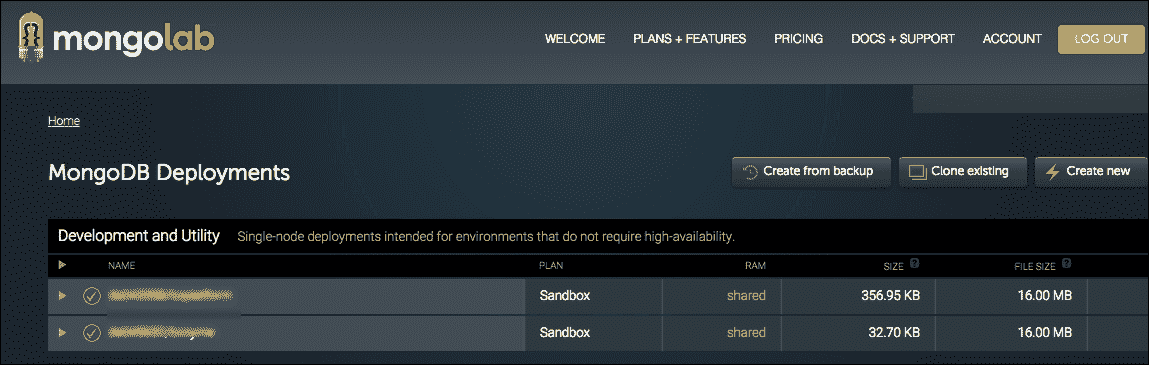 mongolab
WELCOME PLANS + FEATURES PRICING DOCS + SUPPORT ACCOUNT LOG OUT
Home
MongoDB Deployments Create from backup Clone existing Create new
Development and Utility Single-node deployments intended for environments that do not require high-availability.
NAME PLAN RAM SIZE ? FILE SIZE ?
Sandbox shared 356.95 KB 16.00 MB
Sandbox shared 32.70 KB 16.00 MB